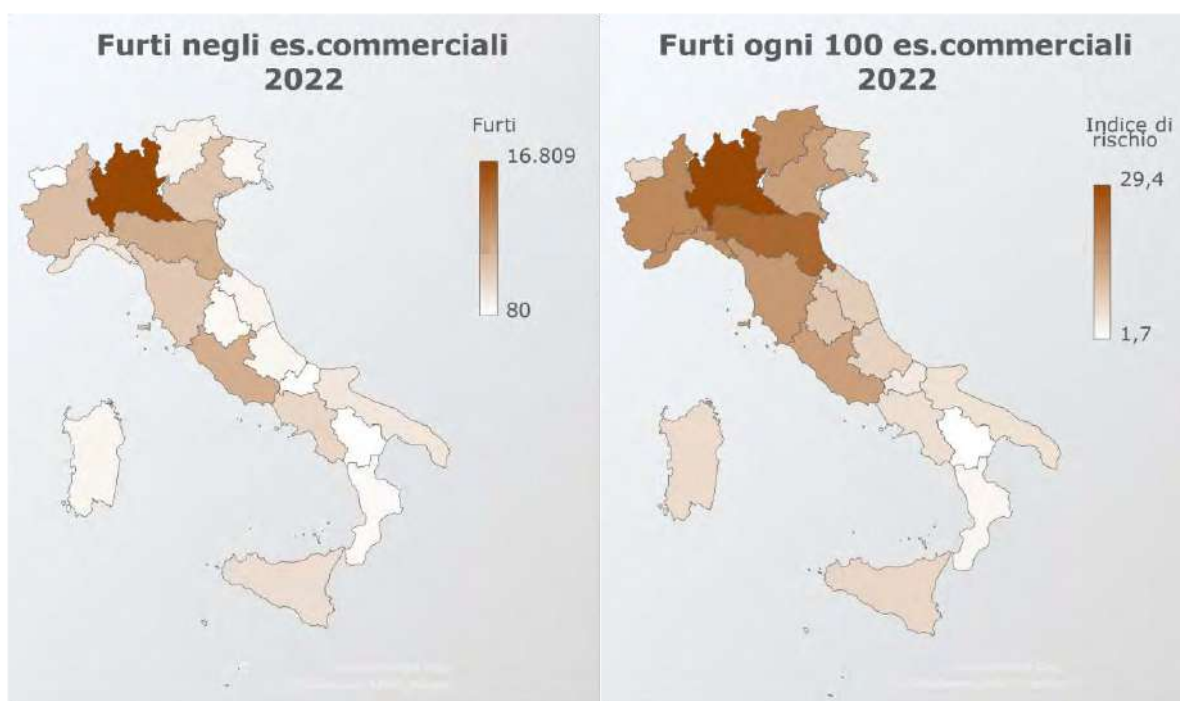 Furti negli es.commerciali
2022
Furti
16.809
80
Furti ogni 100 es.commerciali
2022
Indice di
rischio
29,4
1,7